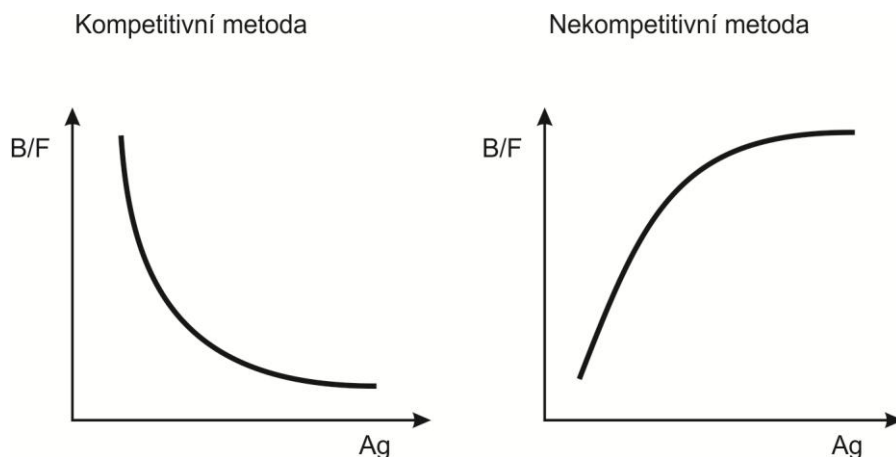 Kompetitivní metoda
Nekompetitivní metoda
B/F
B/F
Ag
Ag